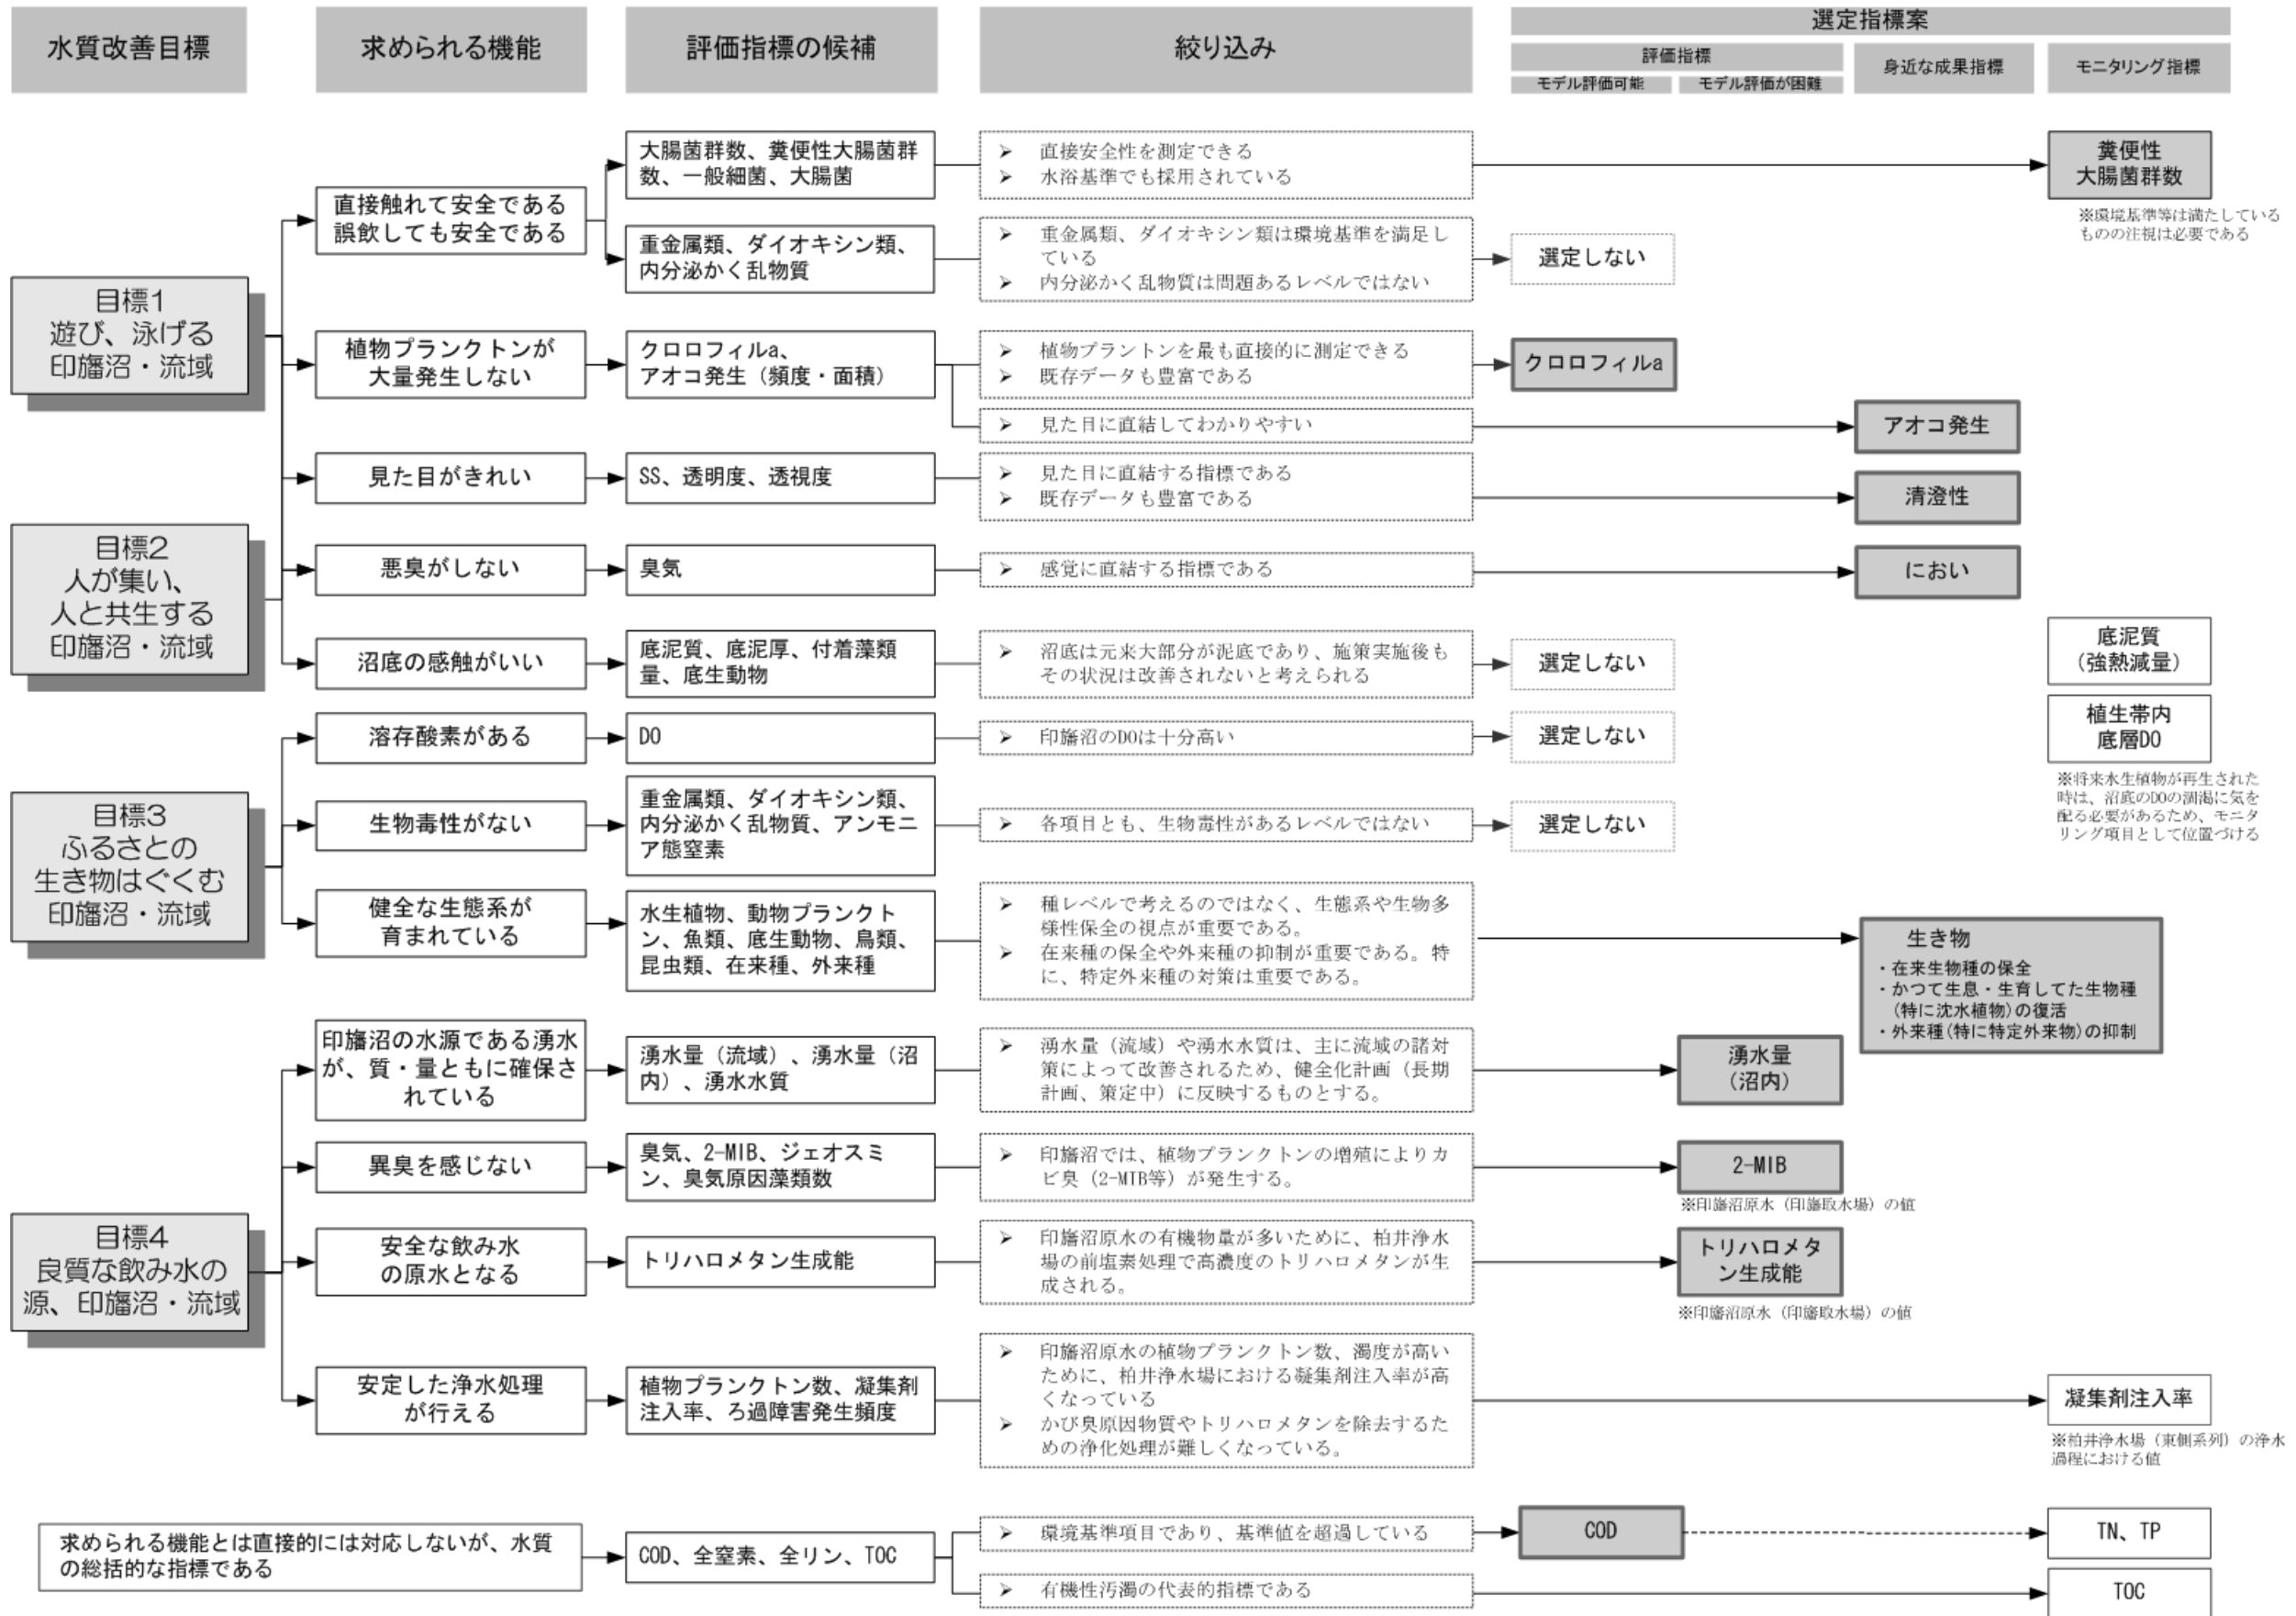 水質改善目標
求められる機能
評価指標の候補
絞り込み
選定指標案
評価指標
モデル評価可能
モデル評価が困難
身近な成果指標
モニタリング指標
目標1
遊び、泳げる
印旛沼・流域
目標2
人が集い、
人と共生する
印旛沼・流域
直接触れて安全である
誤飲しても安全である
大腸菌群数、糞便性大腸菌群
数、一般細菌、大腸菌
➢ 直接安全性を測定できる
➢ 水浴基準でも採用されている
糞便性
大腸菌群数
※環境基準等は満たしている
ものの注視は必要である
重金属類、ダイオキシン類、
内分泌かく乱物質
➢ 重金属類、ダイオキシン類は環境基準を満足し
ている
➢ 内分泌かく乱物質は問題あるレベルではない
選定しない
植物プランクトンが
大量発生しない
クロロフィルa、
アオコ発生（頻度・面積）
➢ 植物プラントンを最も直接的に測定できる
➢ 既存データも豊富である
クロロフィルa
➢ 見た目に直結してわかりやすい
アオコ発生
見た目がきれい
SS、透明度、透視度
➢ 見た目に直結する指標である
➢ 既存データも豊富である
清澄性
悪臭がしない
臭気
➢ 感覚に直結する指標である
におい
沼底の感触がいい
底泥質、底泥厚、付着藻類
量、底生動物
➢ 沼底は元来大部分が泥底であり、施策実施後も
その状況は改善されないと考えられる
選定しない
底泥質
（強熱減量）
目標3
ふるさとの
生き物はぐくむ
印旛沼・流域
溶存酸素がある
DO
➢ 印旛沼のDOは十分高い
選定しない
植生帯内
底層DO
※将来水生植物が再生された
時は、沼底のDOの涸渇に気を
配る必要があるため、モニタ
リング項目として位置づける
生物毒性がない
重金属類、ダイオキシン類、
内分泌かく乱物質、アンモニ
ア態窒素
➢ 各項目とも、生物毒性があるレベルではない
選定しない
健全な生態系が
育まれている
水生植物、動物プランクト
ン、魚類、底生動物、鳥類、
昆虫類、在来種、外来種
➢ 種レベルで考えるのではなく、生態系や生物多
様性保全の視点が重要である。
➢ 在来種の保全や外来種の抑制が重要である。特
に、特定外来種の対策は重要である。
生き物
・在来生物種の保全
・かつて生息・生育してた生物種
（特に沈水植物）の復活
・外来種(特に特定外来物)の抑制
目標4
良質な飲み水の
源、印旛沼・流域
印旛沼の水源である湧水
が、質・量ともに確保さ
れている
湧水量（流域）、湧水量（沼
内）、湧水水質
➢ 湧水量（流域）や湧水水質は、主に流域の諸対
策によって改善されるため、健全化計画（長期
計画、策定中）に反映するものとする。
湧水量
（沼内）
異臭を感じない
臭気、2-MIB、ジェオスミ
ン、臭気原因藻類数
➢ 印旛沼では、植物プランクトンの増殖によりカ
ビ臭（2-MIB等）が発生する。
2-MIB
※印旛沼原水（印旛取水場）の値
安全な飲み水
の原水となる
トリハロメタン生成能
➢ 印旛沼原水の有機物量が多いために、柏井浄水
場の前塩素処理で高濃度のトリハロメタンが生
成される。
トリハロメタ
ン生成能
※印旛沼原水（印旛取水場）の値
安定した浄水処理
が行える
植物プランクトン数、凝集剤
注入率、ろ過障害発生頻度
➢ 印旛沼原水の植物プランクトン数、濁度が高い
ために、柏井浄水場における凝集剤注入率が高
くなっている
➢ かび臭原因物質やトリハロメタンを除去するた
めの浄化処理が難しくなっている。
凝集剤注入率
※柏井浄水場（東側系列）の浄水
過程における値
求められる機能とは直接的には対応しないが、水質
の総括的な指標である
COD、全窒素、全リン、TOC
➢ 環境基準項目であり、基準値を超過している
COD
TN、TP
➢ 有機性汚濁の代表的指標である
TOC